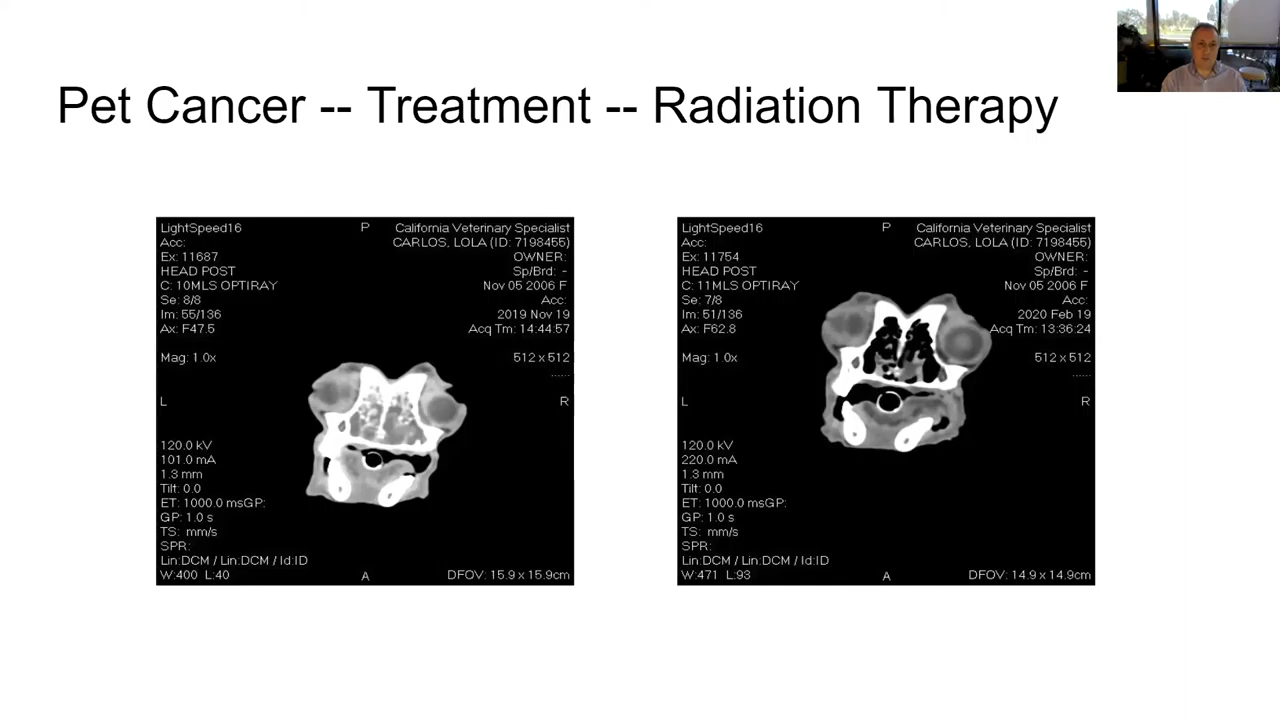 Pet Cancer -- Treatment -- Radiation Therapy
LightSpeed16 P California Veterinary Specialist
Acc: CARLOS, LOLA (ID: 7198455)
Ex: 11687 OWNER:
HEAD POST Sp/Brd: -
C: 10MLS OPTIRAY Nov 05 2006 F
Se: 8/8 Acc:
Im: 55/136 2019 Nov 19
Ax: F47.5 Acq Tm: 14:44:57
Mag: 1.0x 512 x 512
......
L R
120.0 kV
101.0 mA
1.3 mm
Tilt: 0.0
ET: 1000.0 msGP:
GP: 1.0 s
TS: mm/s
SPR:
Lin:DCM / Lin:DCM / Id:ID
W:400 L:40 A DFOV: 15.9 x 15.9cm
LightSpeed16 P California Veterinary Specialist
Acc: CARLOS, LOLA (ID: 7198455)
Ex: 11754 OWNER:
HEAD POST Sp/Brd: -
C: 11MLS OPTIRAY Nov 05 2006 F
Se: 7/8 Acc:
Im: 51/136 2020 Feb 19
Ax: F62.8 Acq Tm: 13:36:24
Mag: 1.0x 512 x 512
......
L R
120.0 kV
220.0 mA
1.3 mm
Tilt: 0.0
ET: 1000.0 msGP:
GP: 1.0 s
TS: mm/s
SPR:
Lin:DCM / Lin:DCM / Id:ID
W:471 L:93 A DFOV: 14.9 x 14.9cm